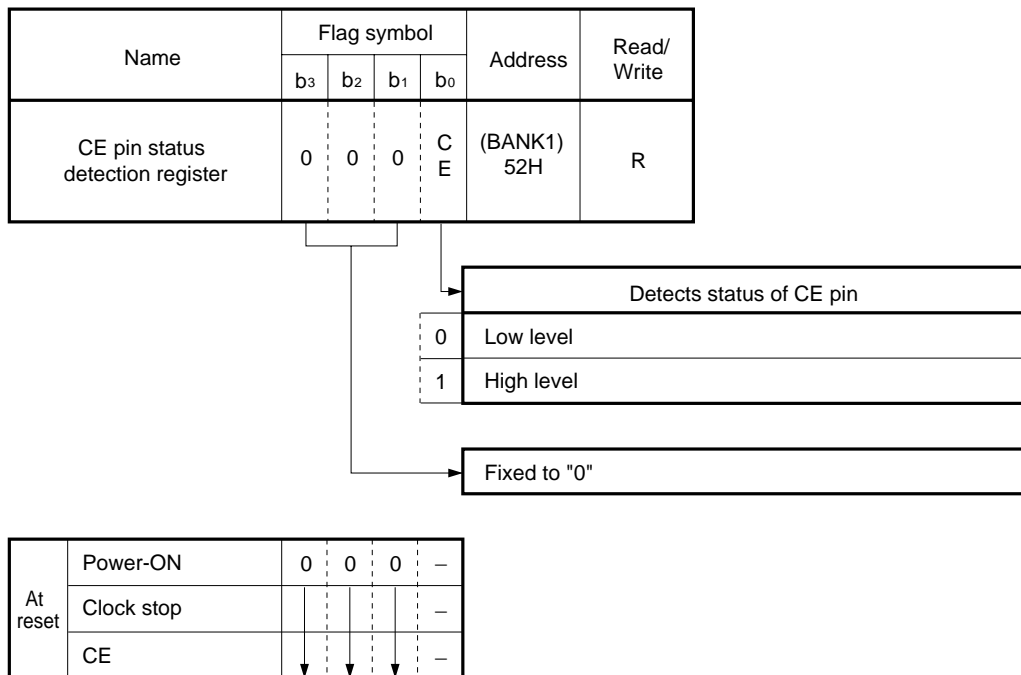 Name Flag symbol Address Read/
Write
b3 b2 b1 b0
CE pin status
detection register
0 0 0 C
E
(BANK1)
52H
R
Detects status of CE pin
0 Low level
1 High level
Fixed to "0"
At
reset
Power-ON 0 0 0 –
Clock stop –
CE –